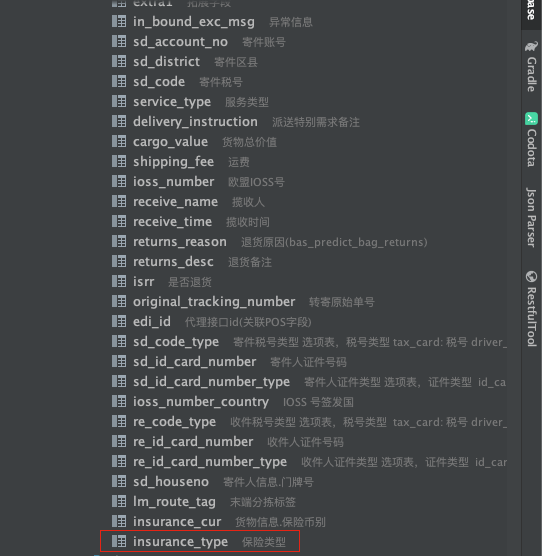 extra1 拓展字段
in_bound_exc_msg 异常信息
sd_account_no 寄件账号
sd_district 寄件区县
sd_code 寄件税号
service_type 服务类型
delivery_instruction 派送特别需求备注
cargo_value 货物总价值
shipping_fee 运费
ioss_number 欧盟IOSS号
receive_name 揽收人
receive_time 揽收时间
returns_reason 退货原因(bas_predict_bag_returns)
returns_desc 退货备注
isrr 是否退货
original_tracking_number 转寄原始单号
edi_id 代理接口id(关联POS字段)
sd_code_type 寄件税号类型 选项表，税号类型 tax_card: 税号 driver_
sd_id_card_number 寄件人证件号码
sd_id_card_number_type 寄件人证件类型 选项表，证件类型 id_ca
ioss_number_country IOSS 号签发国
re_code_type 收件税号类型 选项表，税号类型 tax_card: 税号 driver_
re_id_card_number 收件人证件号码
re_id_card_number_type 收件人证件类型 选项表，证件类型 id_car
sd_houseno 寄件人信息.门牌号
lm_route_tag 末端分拣标签
insurance_cur 货物信息.保险币别
insurance_type 保险类型
base
Gradle
Codota
Json Parser
RestfulTool